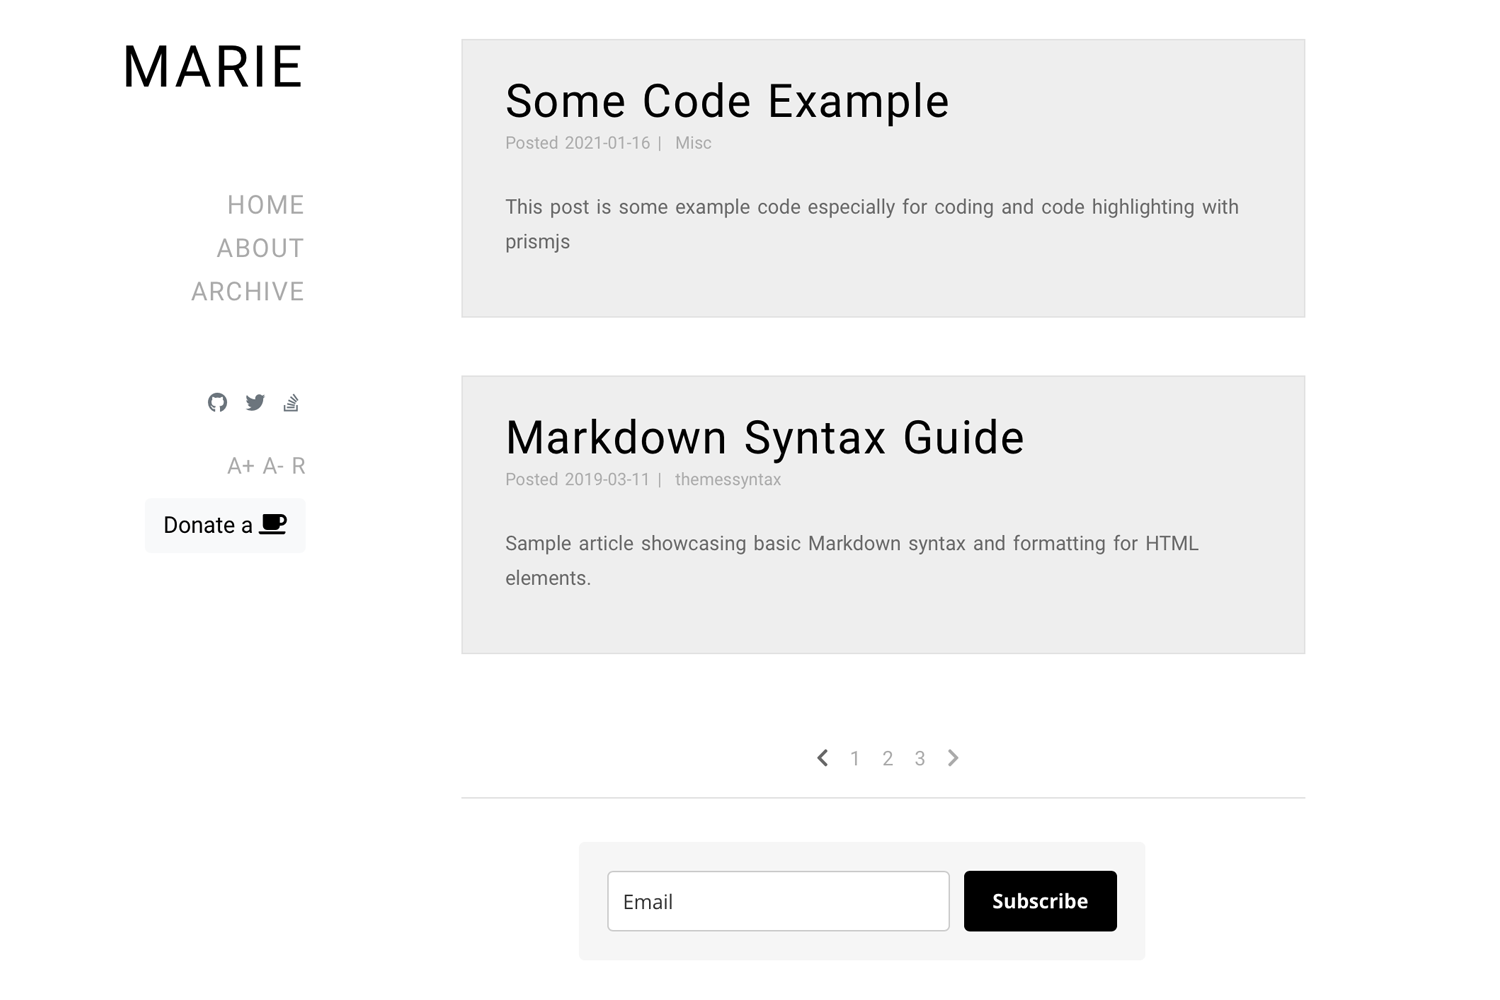 MARIE
HOME
ABOUT
ARCHIVE
A+ A- R
Donate a
Some Code Example
Posted 2021-01-16 | Misc
This post is some example code especially for coding and code highlighting with
prismjs
Markdown Syntax Guide
Posted 2019-03-11 | themessyntax
Sample article showcasing basic Markdown syntax and formatting for HTML
elements.
1 2 3
Email
Subscribe